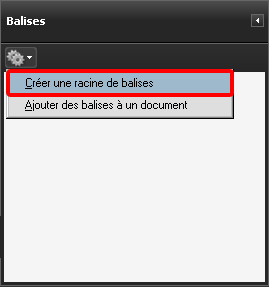 Balises
Créer une racine de balises
Ajouter des balises à un document